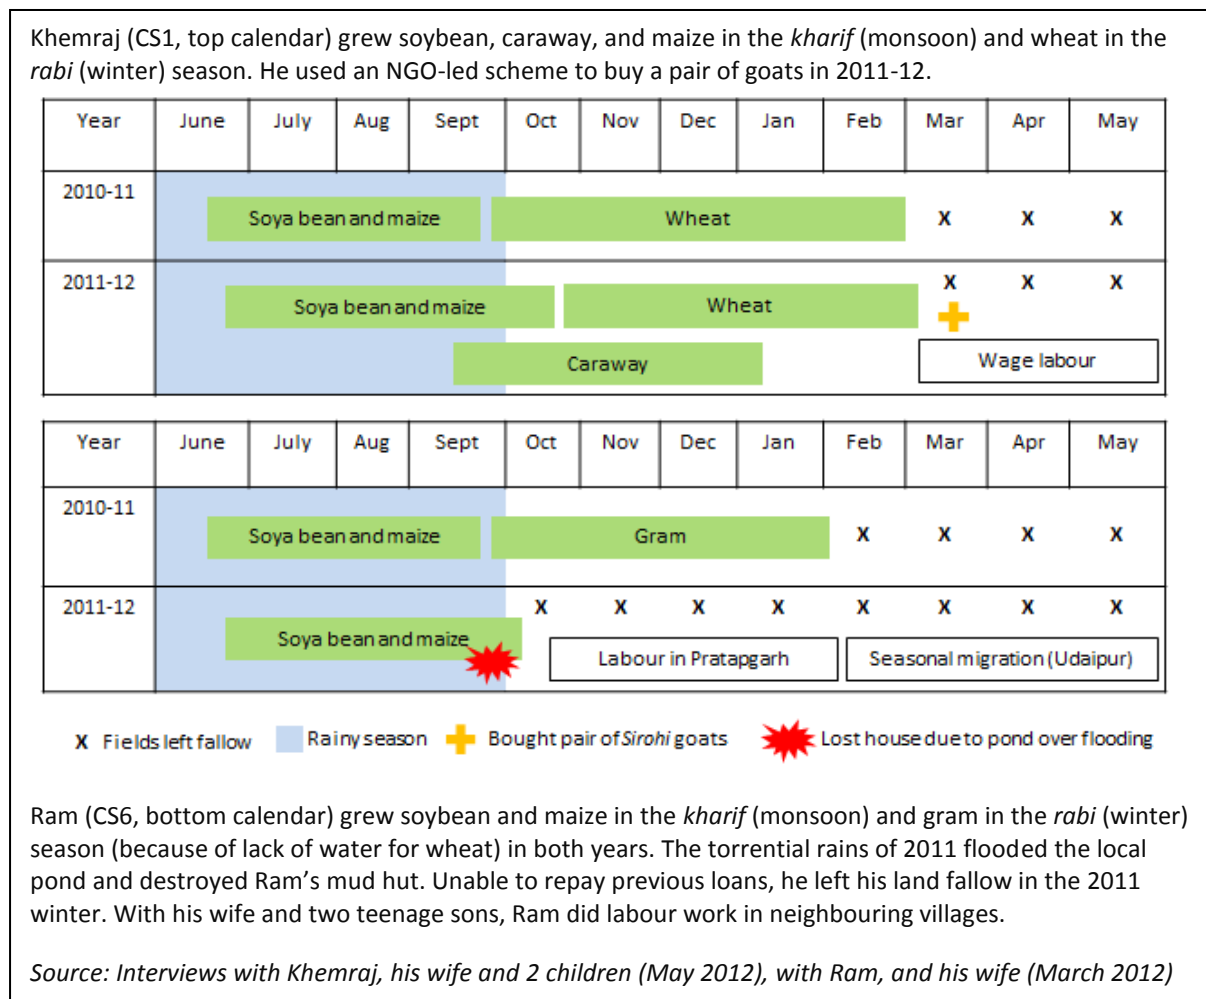 Khemraj (CS1, top calendar) grew soybean, caraway, and maize in the kharif (monsoon) and wheat in the
rabi (winter) season. He used an NGO-led scheme to buy a pair of goats in 2011-12.
Year June July Aug Sept Oct Nov Dec Jan Feb Mar Apr May
2010-11
Soya bean and maize Wheat X X X
2011-12
X X X
Soya bean and maize Wheat
Caraway Wage labour
Year June July Aug Sept Oct Nov Dec Jan Feb Mar Apr May
2010-11
Soya bean and maize Gram X X X X
2011-12
X X X X X X X X
Soya bean and maize
Labour in Pratapgarh Seasonal migration (Udaipur)
X Fields left fallow Rainy season Bought pair of Sirohi goats Lost house due to pond over flooding
Ram (CS6, bottom calendar) grew soybean and maize in the kharif (monsoon) and gram in the rabi (winter)
season (because of lack of water for wheat) in both years. The torrential rains of 2011 flooded the local
pond and destroyed Ram's mud hut. Unable to repay previous loans, he left his land fallow in the 2011
winter. With his wife and two teenage sons, Ram did labour work in neighbouring villages.
Source: Interviews with Khemraj, his wife and 2 children (May 2012), with Ram, and his wife (March 2012)